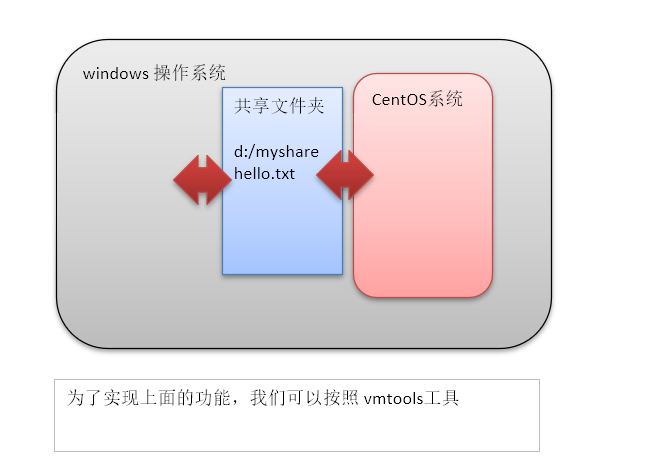 windows 操作系统
共享文件夹
d:/myshare
hello.txt
CentOS系统
为了实现上面的功能，我们可以按照 vmtools工具